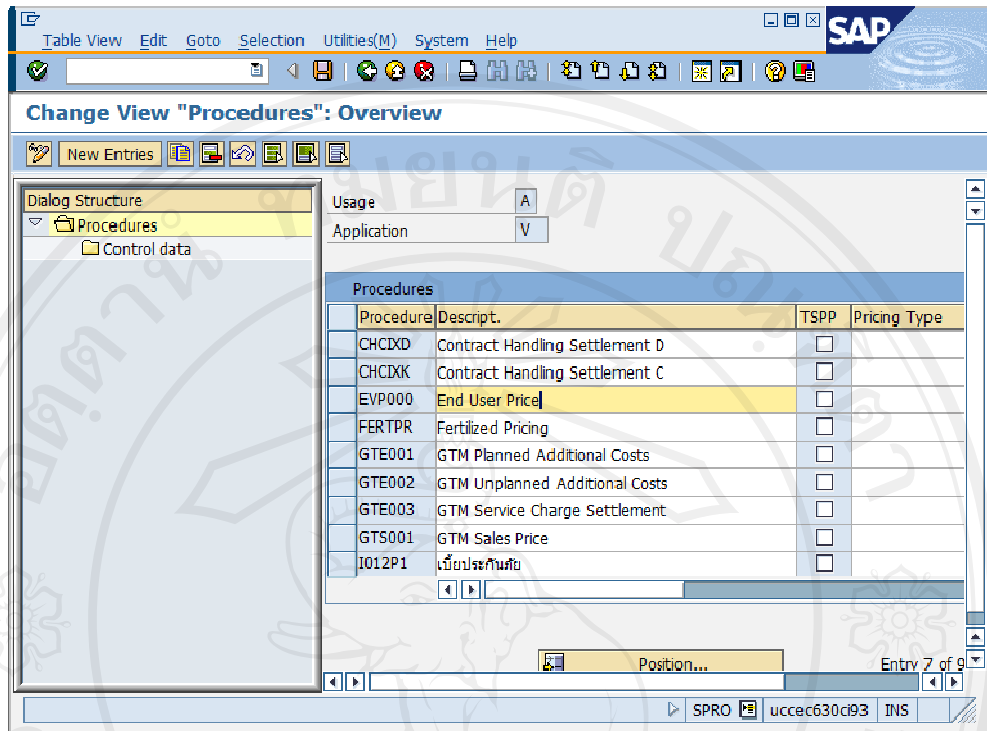 Table View Edit Goto Selection Utilities(M) System Help
SAP
Change View "Procedures": Overview
New Entries
Dialog Structure
Procedures
Control data
Usage A
Application V
Procedures
Procedure Descript. TSPP Pricing Type
CHCIXD Contract Handling Settlement D
CHCIXK Contract Handling Settlement C
EVP000 End User Price
FERTPR Fertilized Pricing
GTE001 GTM Planned Additional Costs
GTE002 GTM Unplanned Additional Costs
GTE003 GTM Service Charge Settlement
GTS001 GTM Sales Price
I012P1 เบี้ยประกันภัย
Position... Entry 7 of 9
SPRO uccec630ci93 INS